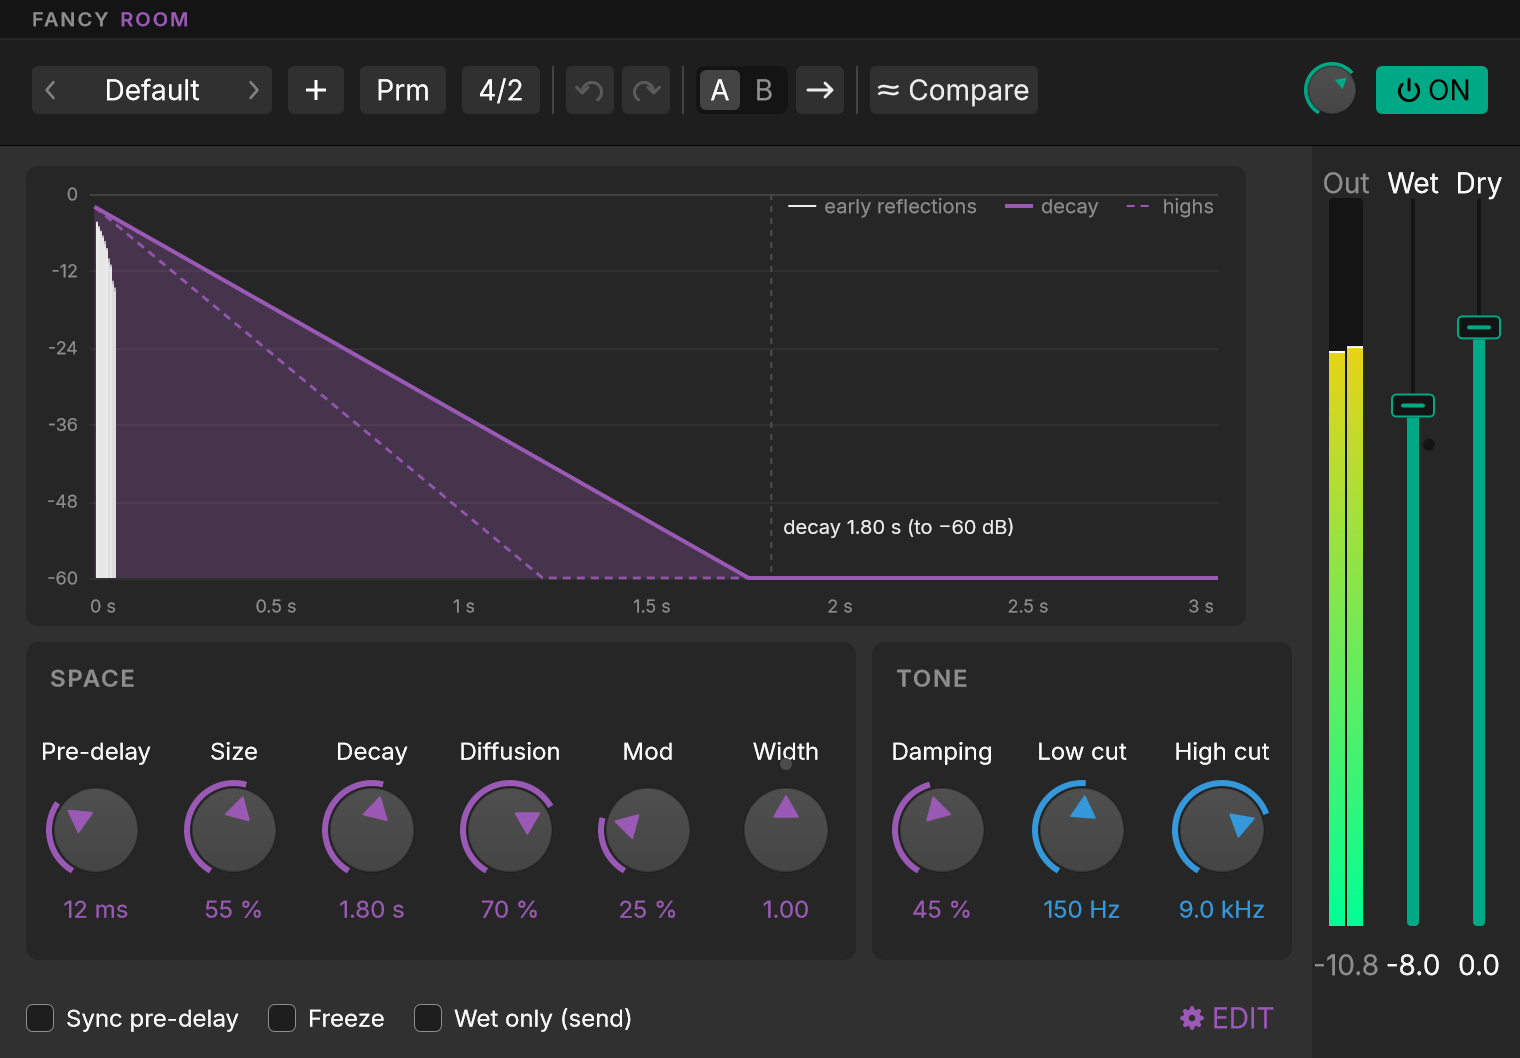 FANCY ROOM
Default + Prm 4/2 A B → ≈ Compare ON
Out Wet Dry
early reflections decay highs
0
-12
-24
-36
-48
-60
decay 1.80 s (to −60 dB)
0 s 0.5 s 1 s 1.5 s 2 s 2.5 s 3 s
SPACE
Pre-delay Size Decay Diffusion Mod Width
12 ms 55 % 1.80 s 70 % 25 % 1.00
TONE
Damping Low cut High cut
45 % 150 Hz 9.0 kHz
-10.8 -8.0 0.0
Sync pre-delay Freeze Wet only (send) EDIT